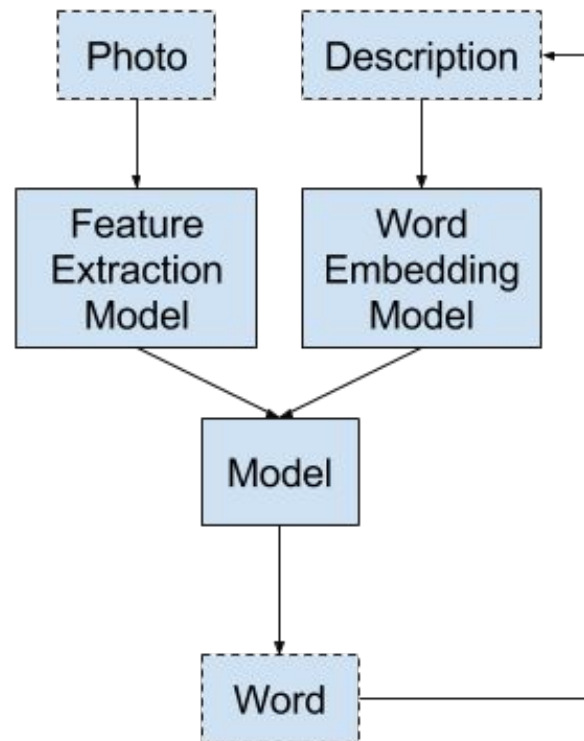 Photo
Description
Feature
Extraction
Model
Word
Embedding
Model
Model
Word